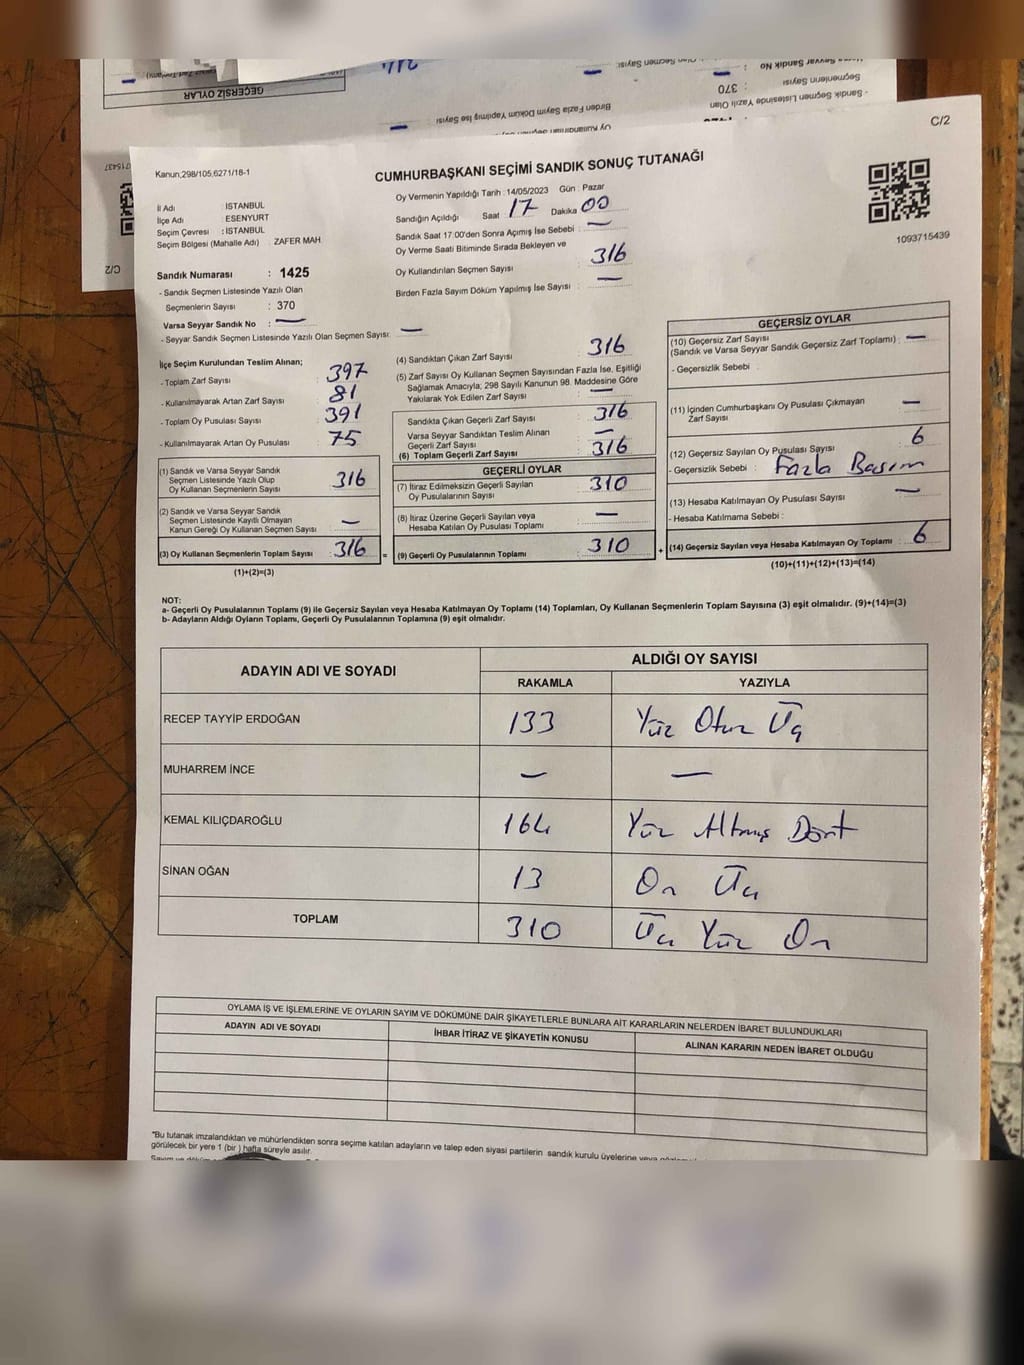 GEÇERSİZ OYLAR
370
C/2
Kanun,298/105,6271/18-1
CUMHURBAŞKANI SEÇİMİ SANDIK SONUÇ TUTANAĞI
İl Adı : İSTANBUL
İlçe Adı : ESENYURT
Seçim Çevresi : İSTANBUL
Seçim Bölgesi (Mahalle Adı) : ZAFER MAH.
Oy Vermenin Yapıldığı Tarih : 14/05/2023 Gün : Pazar
Sandığın Açıldığı Saat 17 Dakika 00
Sandık Saat 17:00'den Sonra Açımış İse Sebebi : —
Oy Verme Saati Bitiminde Sırada Bekleyen ve
Oy Kullandırılan Seçmen Sayısı : 316
Birden Fazla Sayım Döküm Yapılmış İse Sayısı : —
1093715439
Sandık Numarası : 1425
- Sandık Seçmen Listesinde Yazılı Olan
Seçmenlerin Sayısı : 370
Varsa Seyyar Sandık No : —
- Seyyar Sandık Seçmen Listesinde Yazılı Olan Seçmen Sayısı: —
İlçe Seçim Kurulundan Teslim Alınan;
- Toplam Zarf Sayısı : 397
- Kullanılmayarak Artan Zarf Sayısı : 81
- Toplam Oy Pusulası : 391
- Kullanılmayarak Artan Oy Pusulası : 75
(1) Sandık ve Varsa Seyyar Sandık
Seçmen Listesinde Yazılı Olup
Oy Kullanan Seçmenlerin Sayısı : 316
(2) Sandık ve Varsa Seyyar Sandık
Seçmen Listesinde Kayıtlı Olmayan
Kanun Gereği Oy Kullanan Seçmen Sayısı : —
(3) Oy Kullanan Seçmenlerin Toplam Sayısı : 316 =
(1)+(2)=(3)
(4) Sandıktan Çıkan Zarf Sayısı : 316
(5) Zarf Sayısı Oy Kullanan Seçmen Sayısından Fazla İse, Eşitliği
Sağlamak Amacıyla; 298 Sayılı Kanunun 98. Maddesine Göre
Yakılarak Yok Edilen Zarf Sayısı : —
Sandıkta Çıkan Geçerli Zarf Sayısı : 316
Varsa Seyyar Sandıktan Teslim Alınan
Geçerli Zarf Sayısı : —
(6) Toplam Geçerli Zarf Sayısı : 316
GEÇERLİ OYLAR
(7) İtiraz Edilmeksizin Geçerli Sayılan
Oy Pusulalarının Sayısı : 310
(8) İtiraz Üzerine Geçerli Sayılan veya
Hesaba Katılan Oy Pusulası Toplamı : —
(9) Geçerli Oy Pusulalarının Toplamı : 310 +
GEÇERSİZ OYLAR
(10) Geçersiz Zarf Sayısı
(Sandık ve Varsa Seyyar Sandık Geçersiz Zarf Toplamı) : —
- Geçersizlik Sebebi :
(11) İçinden Cumhurbaşkanı Oy Pusulası Çıkmayan
Zarf Sayısı : —
(12) Geçersiz Sayılan Oy Pusulası Sayısı : 6
- Geçersizlik Sebebi : Fazla Basım
(13) Hesaba Katılmayan Oy Pusulası Sayısı : —
- Hesaba Katılmama Sebebi :
(14) Geçersiz Sayılan veya Hesaba Katılmayan Oy Toplamı : 6
(10)+(11)+(12)+(13)=(14)
NOT:
a- Geçerli Oy Pusulalarının Toplamı (9) ile Geçersiz Sayılan veya Hesaba Katılmayan Oy Toplamı (14) Toplamları, Oy Kullanan Seçmenlerin Toplam Sayısına (3) eşit olmalıdır. (9)+(14)=(3)
b- Adayların Aldığı Oyların Toplamı, Geçerli Oy Pusulalarının Toplamına (9) eşit olmalıdır.
ADAYIN ADI VE SOYADI ALDIĞI OY SAYISI
RAKAMLA YAZIYLA
RECEP TAYYİP ERDOĞAN 133 Yüz Otuz Üç
MUHARREM İNCE — —
KEMAL KILIÇDAROĞLU 164 Yüz Altmış Dört
SİNAN OĞAN 13 On Üç
TOPLAM 310 Üç Yüz On
OYLAMA İŞ VE İŞLEMLERİNE VE OYLARIN SAYIM VE DÖKÜMÜNE DAİR ŞİKAYETLERLE BUNLARA AİT KARARLARIN NELERDEN İBARET BULUNDUKLARI
ADAYIN ADI VE SOYADI İHBAR İTİRAZ VE ŞİKAYETİN KONUSU ALINAN KARARIN NEDEN İBARET OLDUĞU
*Bu tutanak imzalandıktan ve mühürlendikten sonra seçime katılan adayların ve talep eden siyasi partilerin sandık kurulu üyelerine veya
görülecek bir yere 1 (bir ) hafta süreyle asılır.